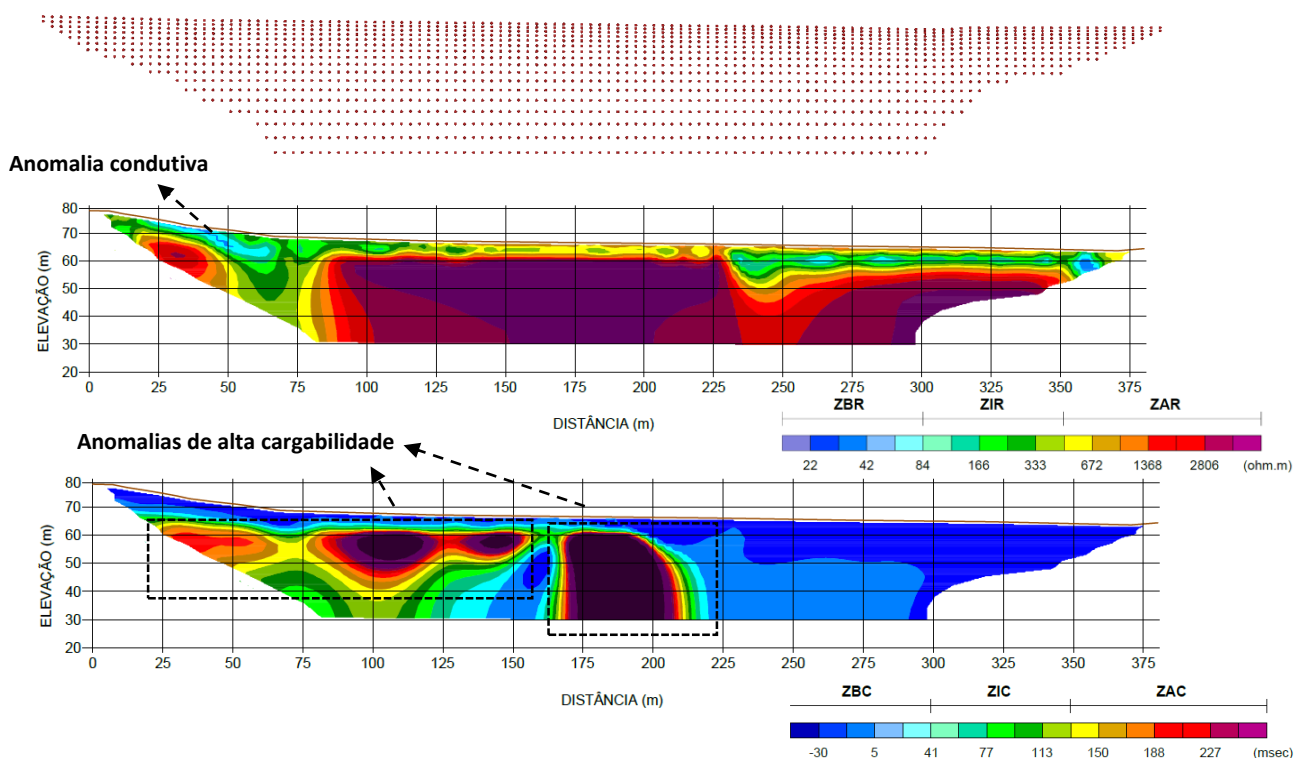 Anomalia condutiva
80
70
60
50
40
30
20
ELEVAÇÃO (m)
0 25 50 75 100 125 150 175 200 225 250 275 300 325 350 375
DISTÂNCIA (m)
ZBR ZIR ZAR
22 42 84 166 333 672 1368 2806 (ohm.m)
Anomalias de alta cargabilidade
80
70
60
50
40
30
20
ELEVAÇÃO (m)
0 25 50 75 100 125 150 175 200 225 250 275 300 325 350 375
DISTÂNCIA (m)
ZBC ZIC ZAC
-30 5 41 77 113 150 188 227 (msec)